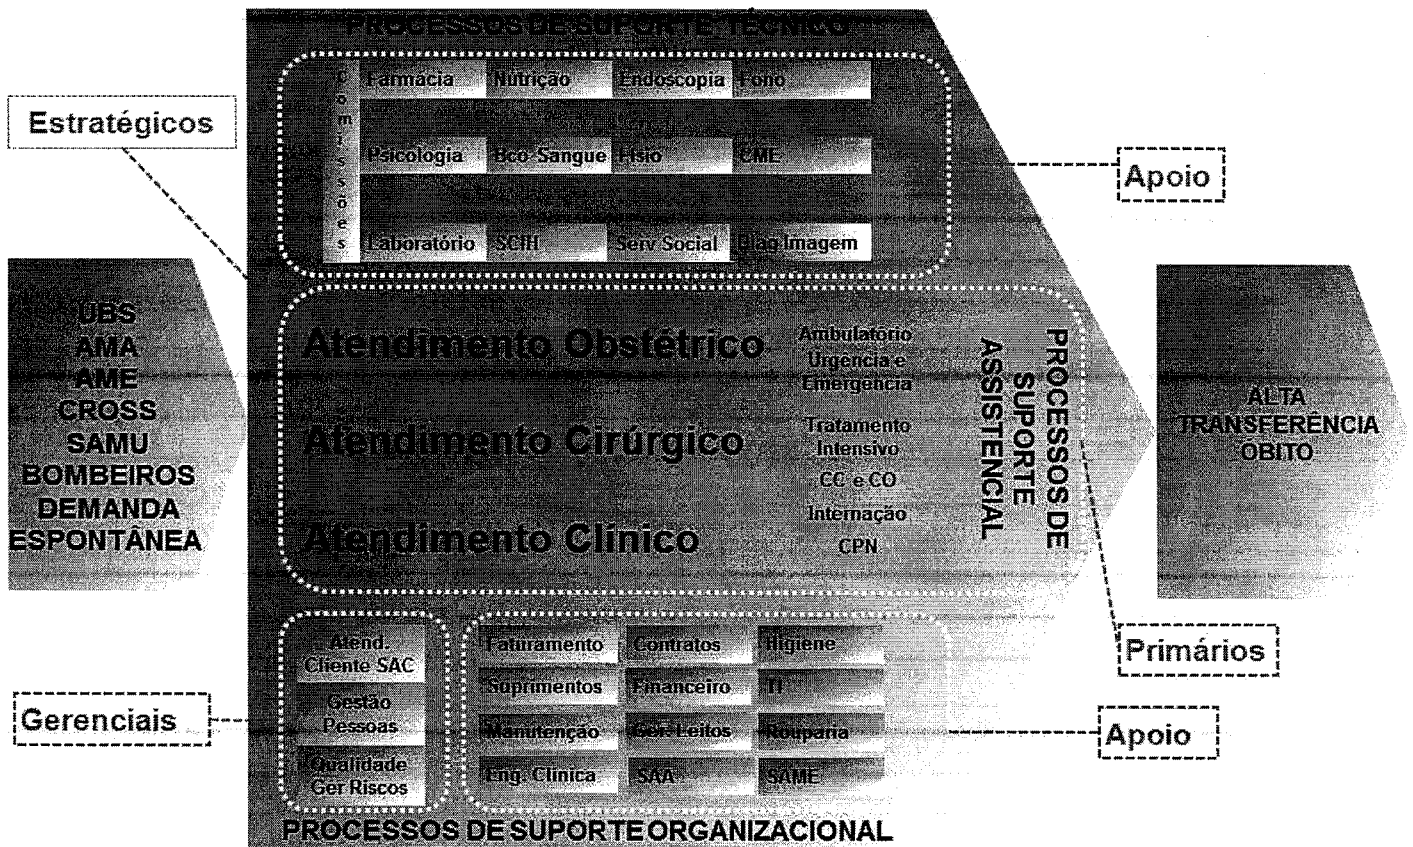 PROCESSOS DE SUPORTE TÉCNICO
Comissões
Farmácia Nutrição Endoscopia Fono
Psicologia Bco Sangue Fisio CME
Laboratório SCIH Serv Social Diag Imagem
Estratégicos
Apoio
UBS
AMA
AME
CROSS
SAMU
BOMBEIROS
DEMANDA
ESPONTÂNEA
Atendimento Obstétrico
Atendimento Cirúrgico
Atendimento Clínico
Ambulatório
Urgência e
Emergência
Tratamento
Intensivo
CC e CO
Internação
CPN
PROCESSOS DE
SUPORTE
ASSISTENCIAL
ALTA
TRANSFERÊNCIA
ÓBITO
Primários
Gerenciais
Atend.
Cliente SAC
Gestão
Pessoas
Qualidade
Ger Riscos
Faturamento Contratos Higiene
Suprimentos Financeiro TI
Manutenção Ger. Leitos Rouparia
Eng. Clínica SAA SAME
Apoio
PROCESSOS DE SUPORTE ORGANIZACIONAL